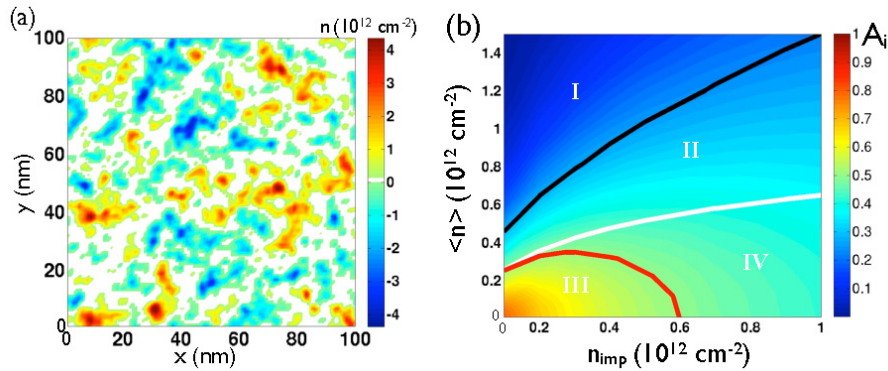 (a)
n (10¹² cm⁻²)
100
80
60
40
20
0
y (nm)
0 20 40 60 80 100
x (nm)
4
3
2
1
0
-1
-2
-3
-4
(b)
1.4
1.2
1
0.8
0.6
0.4
0.2
0
<n> (10¹² cm⁻²)
I
II
III
IV
0 0.2 0.4 0.6 0.8 1
nᵢₘₚ (10¹² cm⁻²)
1
0.9
0.8
0.7
0.6
0.5
0.4
0.3
0.2
0.1
Aᵢ